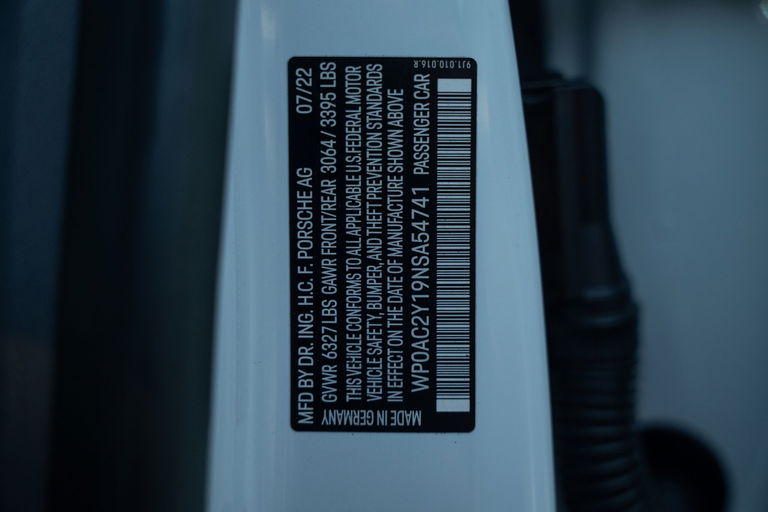 MFD BY DR. ING. H.C. F. PORSCHE AG 07/22
GVWR 6327 LBS GAWR FRONT/REAR 3064 / 3395 LBS
THIS VEHICLE CONFORMS TO ALL APPLICABLE U.S. FEDERAL MOTOR
VEHICLE SAFETY, BUMPER, AND THEFT PREVENTION STANDARDS
IN EFFECT ON THE DATE OF MANUFACTURE SHOWN ABOVE
WP0AC2Y19NSA54741 PASSENGER CAR
MADE IN GERMANY
9J1.010.016.R